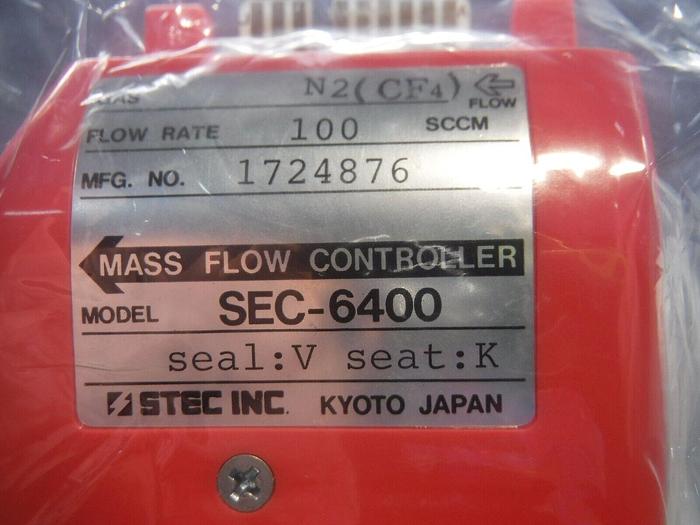 GAS N2(CF4) FLOW
FLOW RATE 100 SCCM
MFG. NO. 1724876
MASS FLOW CONTROLLER
MODEL SEC-6400
seal:V seat:K
STEC INC. KYOTO JAPAN